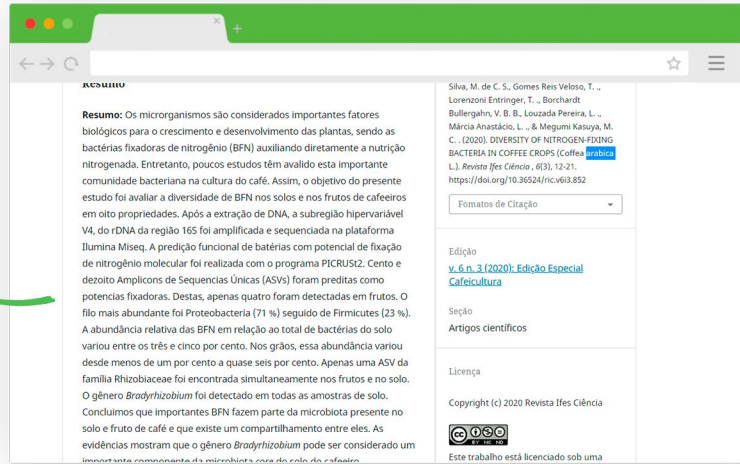 Resumo
Resumo: Os microrganismos são considerados importantes fatores
biológicos para o crescimento e desenvolvimento das plantas, sendo as
bactérias fixadoras de nitrogênio (BFN) auxiliando diretamente a nutrição
nitrogenada. Entretanto, poucos estudos têm avalido esta importante
comunidade bacteriana na cultura do café. Assim, o objetivo do presente
estudo foi avaliar a diversidade de BFN nos solos e nos frutos de cafeeiros
em oito propriedades. Após a extração de DNA, a subregião hipervariável
V4, do rDNA da região 16S foi amplificada e sequenciada na plataforma
Ilumina Miseq. A predição funcional de batérias com potencial de fixação
de nitrogênio molecular foi realizada com o programa PICRUSt2. Cento e
dezoito Amplicons de Sequencias Únicas (ASVs) foram preditas como
potencias fixadoras. Destas, apenas quatro foram detectadas em frutos. O
filo mais abundante foi Proteobacteria (71 %) seguido de Firmicutes (23 %).
A abundância relativa das BFN em relação ao total de bactérias do solo
variou entre os três e cinco por cento. Nos grãos, essa abundância variou
desde menos de um por cento a quase seis por cento. Apenas uma ASV da
família Rhizobiaceae foi encontrada simultaneamente nos frutos e no solo.
O gênero Bradyrhizobium foi detectado em todas as amostras de solo.
Concluimos que importantes BFN fazem parte da microbiota presente no
solo e fruto de café e que existe um compartilhamento entre eles. As
evidências mostram que o gênero Bradyrhizobium pode ser considerado um
importante componente da microbiota core do solo do cafeeiro
Silva, M. de C. S., Gomes Reis Veloso, T. .,
Lorenzoni Entringer, T. ., Borchardt
Bullergahn, V. B. B., Louzada Pereira, L. .,
Márcia Anastácio, L. ., & Megumi Kasuya, M.
C. . (2020). DIVERSITY OF NITROGEN-FIXING
BACTERIA IN COFFEE CROPS (Coffea arabica
L.). Revista Ifes Ciência , 6(3), 12-21.
https://doi.org/10.36524/ric.v6i3.852
Fomatos de Citação
Edição
v. 6 n. 3 (2020): Edição Especial
Cafeicultura
Seção
Artigos científicos
Licença
Copyright (c) 2020 Revista Ifes Ciência
cc
BY NC ND
Este trabalho está licenciado sob uma